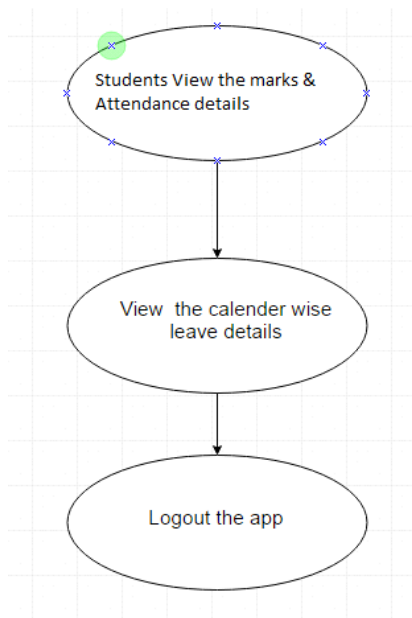 Students View the marks &
Attendance details
View the calender wise
leave details
Logout the app